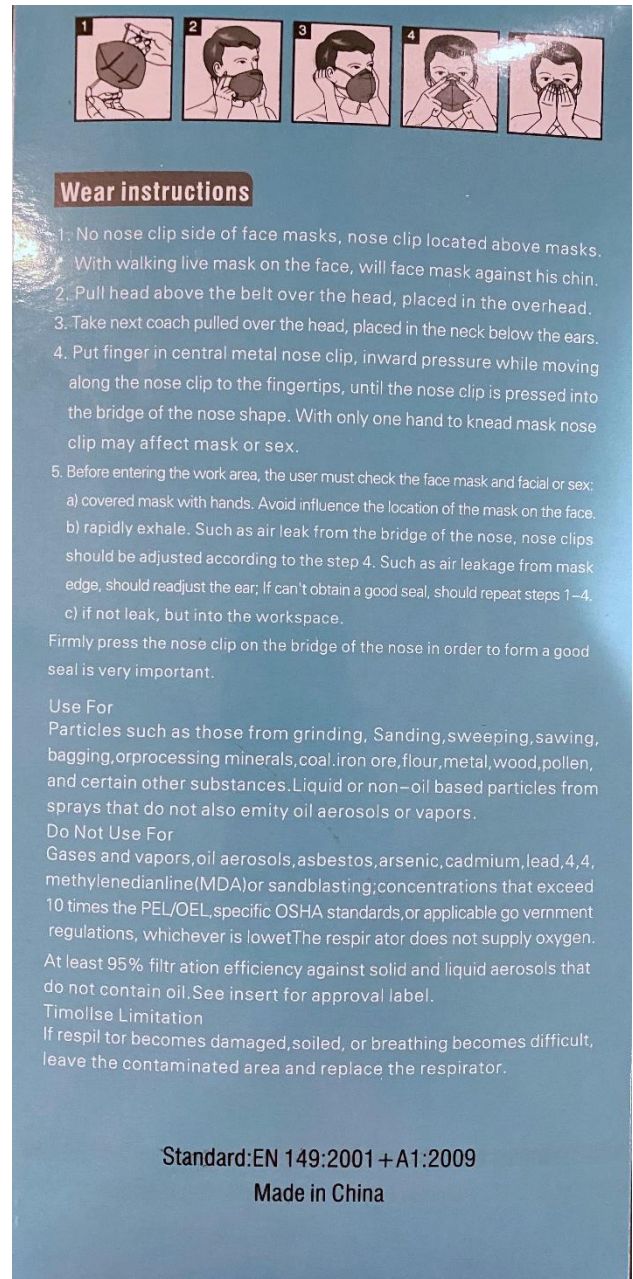 1
2
3
4
Wear instructions
1. No nose clip side of face masks, nose clip located above masks.
With walking live mask on the face, will face mask against his chin.
2. Pull head above the belt over the head, placed in the overhead.
3. Take next coach pulled over the head, placed in the neck below the ears.
4. Put finger in central metal nose clip, inward pressure while moving
along the nose clip to the fingertips, until the nose clip is pressed into
the bridge of the nose shape. With only one hand to knead mask nose
clip may affect mask or sex.
5. Before entering the work area, the user must check the face mask and facial or sex:
a) covered mask with hands. Avoid influence the location of the mask on the face.
b) rapidly exhale. Such as air leak from the bridge of the nose, nose clips
should be adjusted according to the step 4. Such as air leakage from mask
edge, should readjust the ear; If can't obtain a good seal, should repeat steps 1–4.
c) if not leak, but into the workspace.
Firmly press the nose clip on the bridge of the nose in order to form a good
seal is very important.
Use For
Particles such as those from grinding, Sanding,sweeping,sawing,
bagging,orprocessing minerals,coal.iron ore,flour,metal,wood,pollen,
and certain other substances.Liquid or non–oil based particles from
sprays that do not also emity oil aerosols or vapors.
Do Not Use For
Gases and vapors,oil aerosols,asbestos,arsenic,cadmium,lead,4,4,
methylenedianline(MDA)or sandblasting;concentrations that exceed
10 times the PEL/OEL,specific OSHA standards,or applicable go vernment
regulations, whichever is lowetThe respir ator does not supply oxygen.
At least 95% filtr ation efficiency against solid and liquid aerosols that
do not contain oil.See insert for approval label.
Timollse Limitation
If respil tor becomes damaged,soiled, or breathing becomes difficult,
leave the contaminated area and replace the respirator.
Standard:EN 149:2001+A1:2009
Made in China